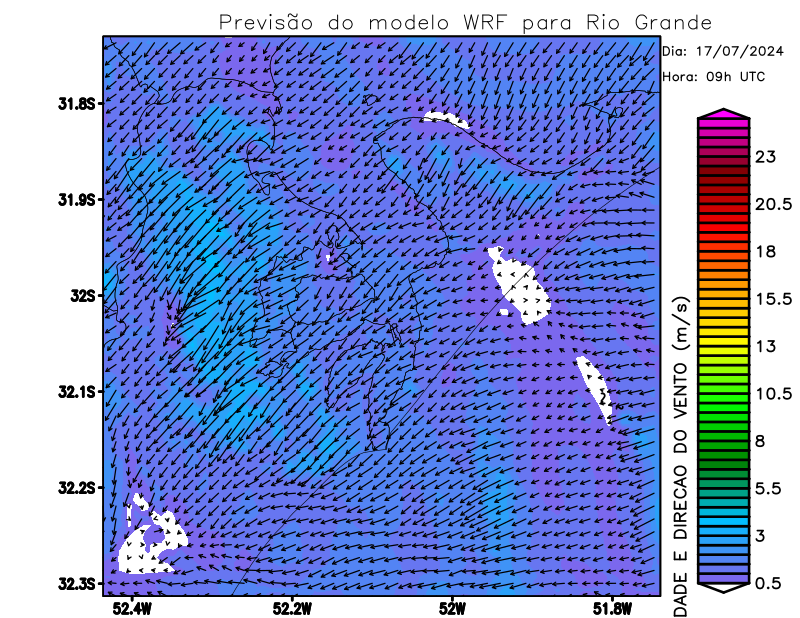 Previsão do modelo WRF para Rio Grande
Dia: 17/07/2024
Hora: 09h UTC
31.8S
31.9S
32S
32.1S
32.2S
32.3S
52.4W
52.2W
52W
51.8W
DADE E DIRECAO DO VENTO (m/s)
23
20.5
18
15.5
13
10.5
8
5.5
3
0.5